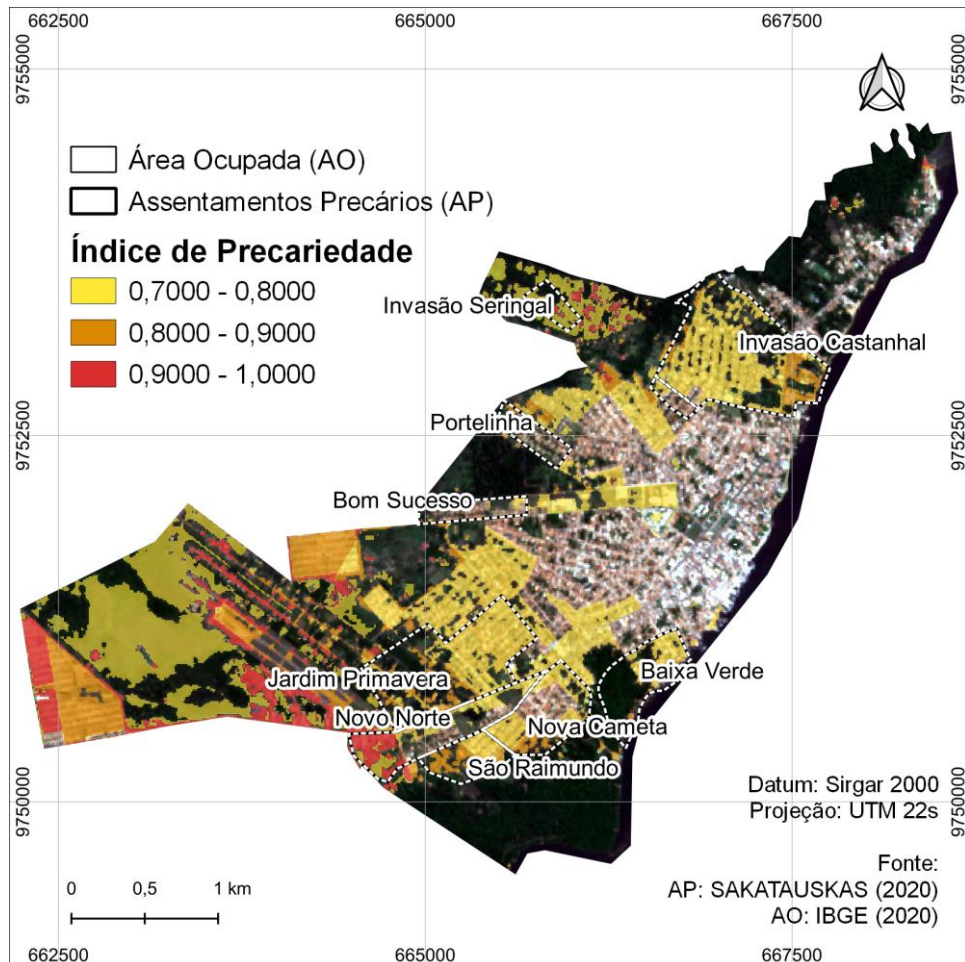 662500 665000 667500
9755000 9755000
Área Ocupada (AO)
Assentamentos Precários (AP)
Índice de Precariedade
0,7000 - 0,8000
0,8000 - 0,9000
0,9000 - 1,0000
Invasão Seringal
Invasão Castanhal
Portelinha
9752500 9752500
Bom Sucesso
Baixa Verde
Jardim Primavera
Novo Norte
Nova Cameta
São Raimundo
Datum: Sirgar 2000
9750000 9750000
Projeção: UTM 22s
Fonte:
AP: SAKATAUSKAS (2020)
AO: IBGE (2020)
0 0,5 1 km
662500 665000 667500